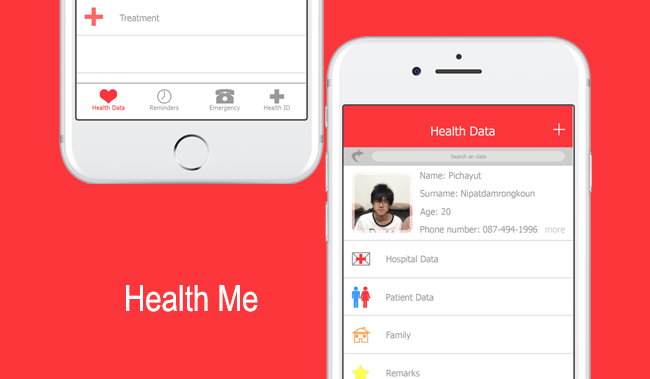 Treatment
Health Data
Reminders
Emergency
Health ID
Health Me
Health Data
Search an data
Name: Pichayut
Surname: Nipatdamrongkoun
Age: 20
Phone number: 087-494-1996 more
Hospital Data
Patient Data
Family
Remarks